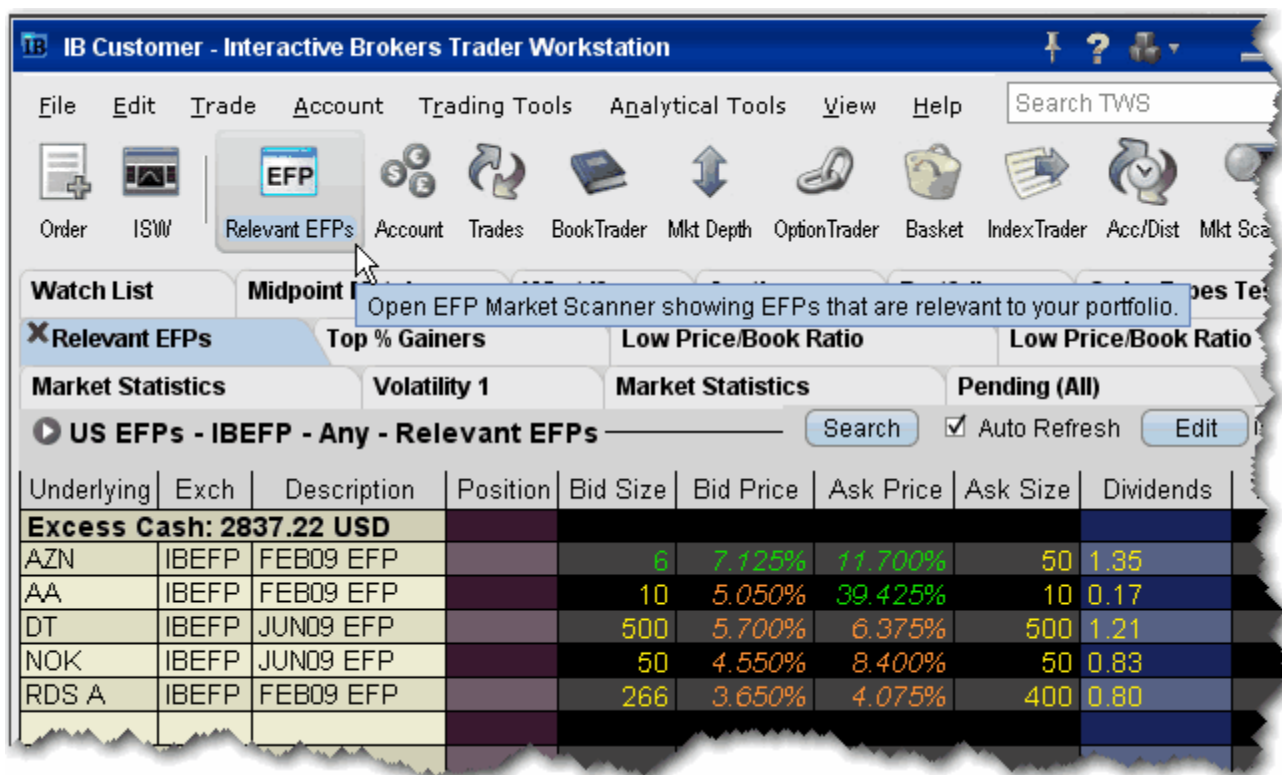 IB IB Customer - Interactive Brokers Trader Workstation ?
File Edit Trade Account Trading Tools Analytical Tools View Help Search TWS
EFP
Order ISW Relevant EFPs Account Trades BookTrader Mkt Depth OptionTrader Basket IndexTrader Acc/Dist Mkt Sca
Watch List Midpoint
Open EFP Market Scanner showing EFPs that are relevant to your portfolio.
Relevant EFPs Top % Gainers Low Price/Book Ratio Low Price/Book Ratio
Market Statistics Volatility 1 Market Statistics Pending (All)
US EFPs - IBEFP - Any - Relevant EFPs Search Auto Refresh Edit
Underlying Exch Description Position Bid Size Bid Price Ask Price Ask Size Dividends
Excess Cash: 2837.22 USD
AZN IBEFP FEB09 EFP 6 7.125% 11.700% 50 1.35
AA IBEFP FEB09 EFP 10 5.050% 39.425% 10 0.17
DT IBEFP JUN09 EFP 500 5.700% 6.375% 500 1.21
NOK IBEFP JUN09 EFP 50 4.550% 8.400% 50 0.83
RDS A IBEFP FEB09 EFP 266 3.650% 4.075% 400 0.80